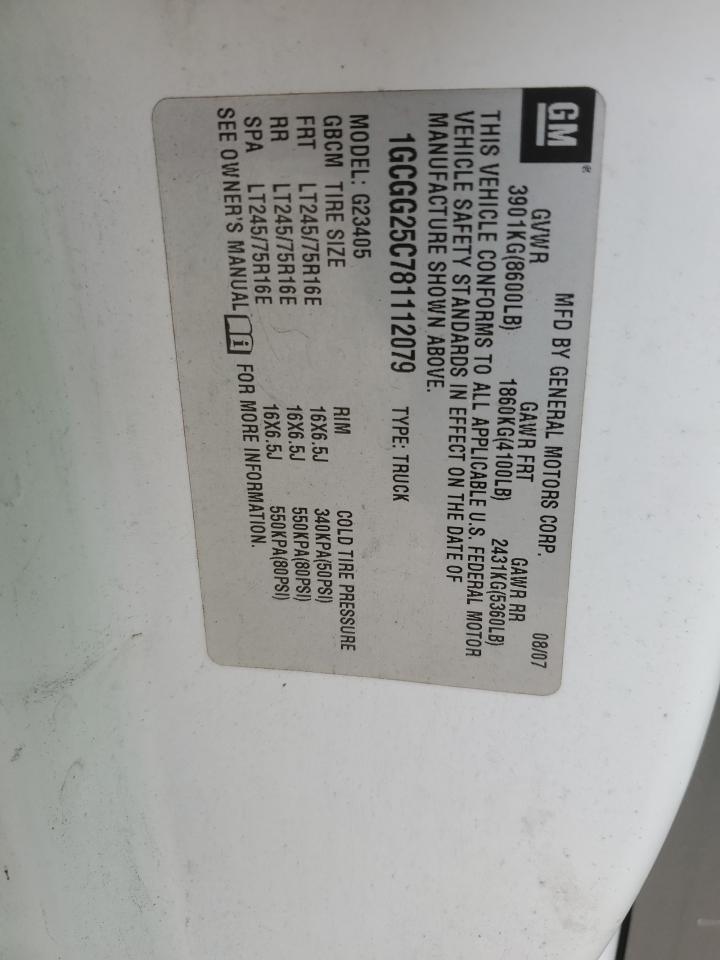 GM®
MFD BY GENERAL MOTORS CORP. 08/07
GVWR GAWR FRT GAWR RR
3901KG(8600LB) 1860KG(4100LB) 2431KG(5360LB)
THIS VEHICLE CONFORMS TO ALL APPLICABLE U.S. FEDERAL MOTOR
VEHICLE SAFETY STANDARDS IN EFFECT ON THE DATE OF
MANUFACTURE SHOWN ABOVE.
1GCGG25C781112079 TYPE: TRUCK
MODEL: G23405
GBCM TIRE SIZE RIM COLD TIRE PRESSURE
FRT LT245/75R16E 16X6.5J 340KPA(50PSI)
RR LT245/75R16E 16X6.5J 550KPA(80PSI)
SPA LT245/75R16E 16X6.5J 550KPA(80PSI)
SEE OWNER'S MANUAL i FOR MORE INFORMATION.